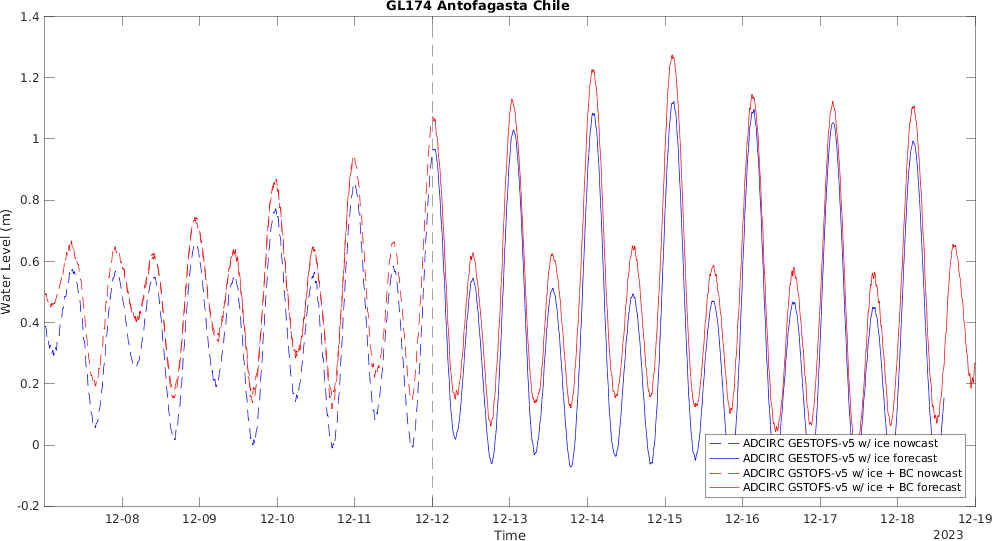 GL174 Antofagasta Chile
1.4
1.2
1
0.8
0.6
0.4
0.2
0
-0.2
Water Level (m)
ADCIRC GESTOFS-v5 w/ ice nowcast
ADCIRC GESTOFS-v5 w/ ice forecast
ADCIRC GSTOFS-v5 w/ ice + BC nowcast
ADCIRC GSTOFS-v5 w/ ice + BC forecast
12-08 12-09 12-10 12-11 12-12 12-13 12-14 12-15 12-16 12-17 12-18 12-19
Time
2023